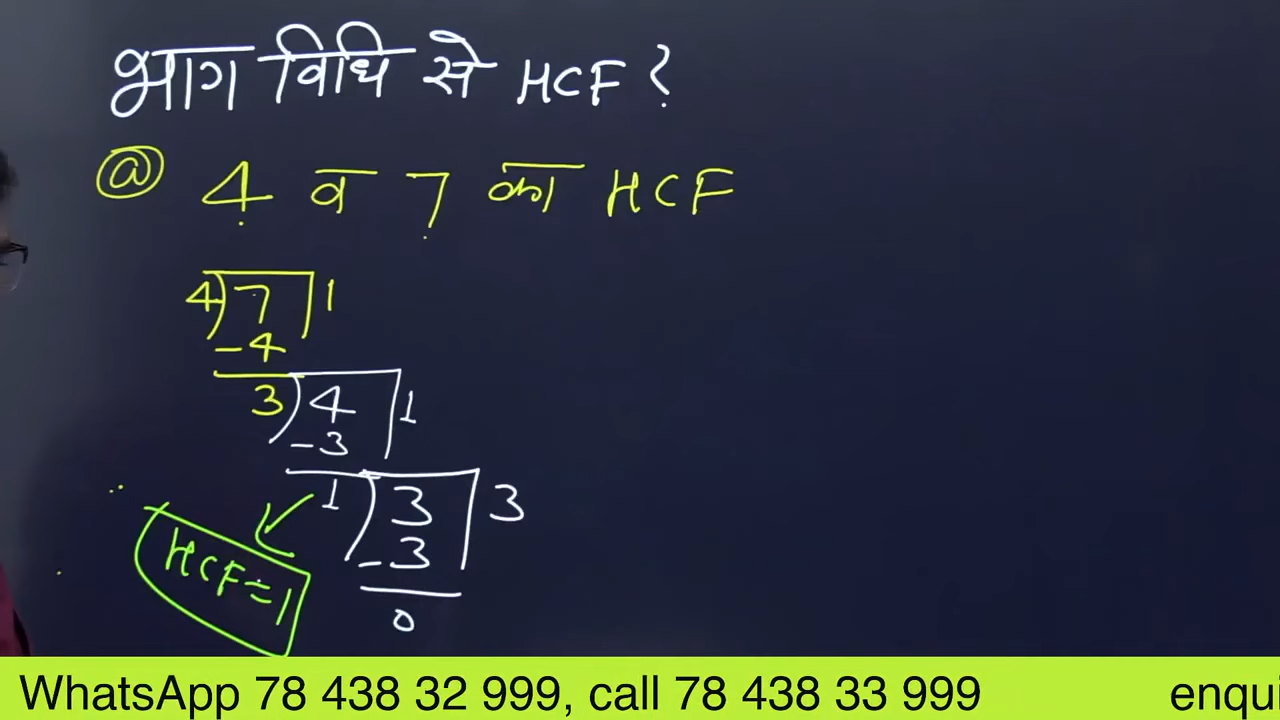 भाग विधि से HCF ?
@ 4 व 7 का HCF
4) 7 | 1
-4
3) 4 | 1
-3
1) 3 | 3
-3
0
HCF=1
WhatsApp 78 438 32 999, call 78 438 33 999 enqui